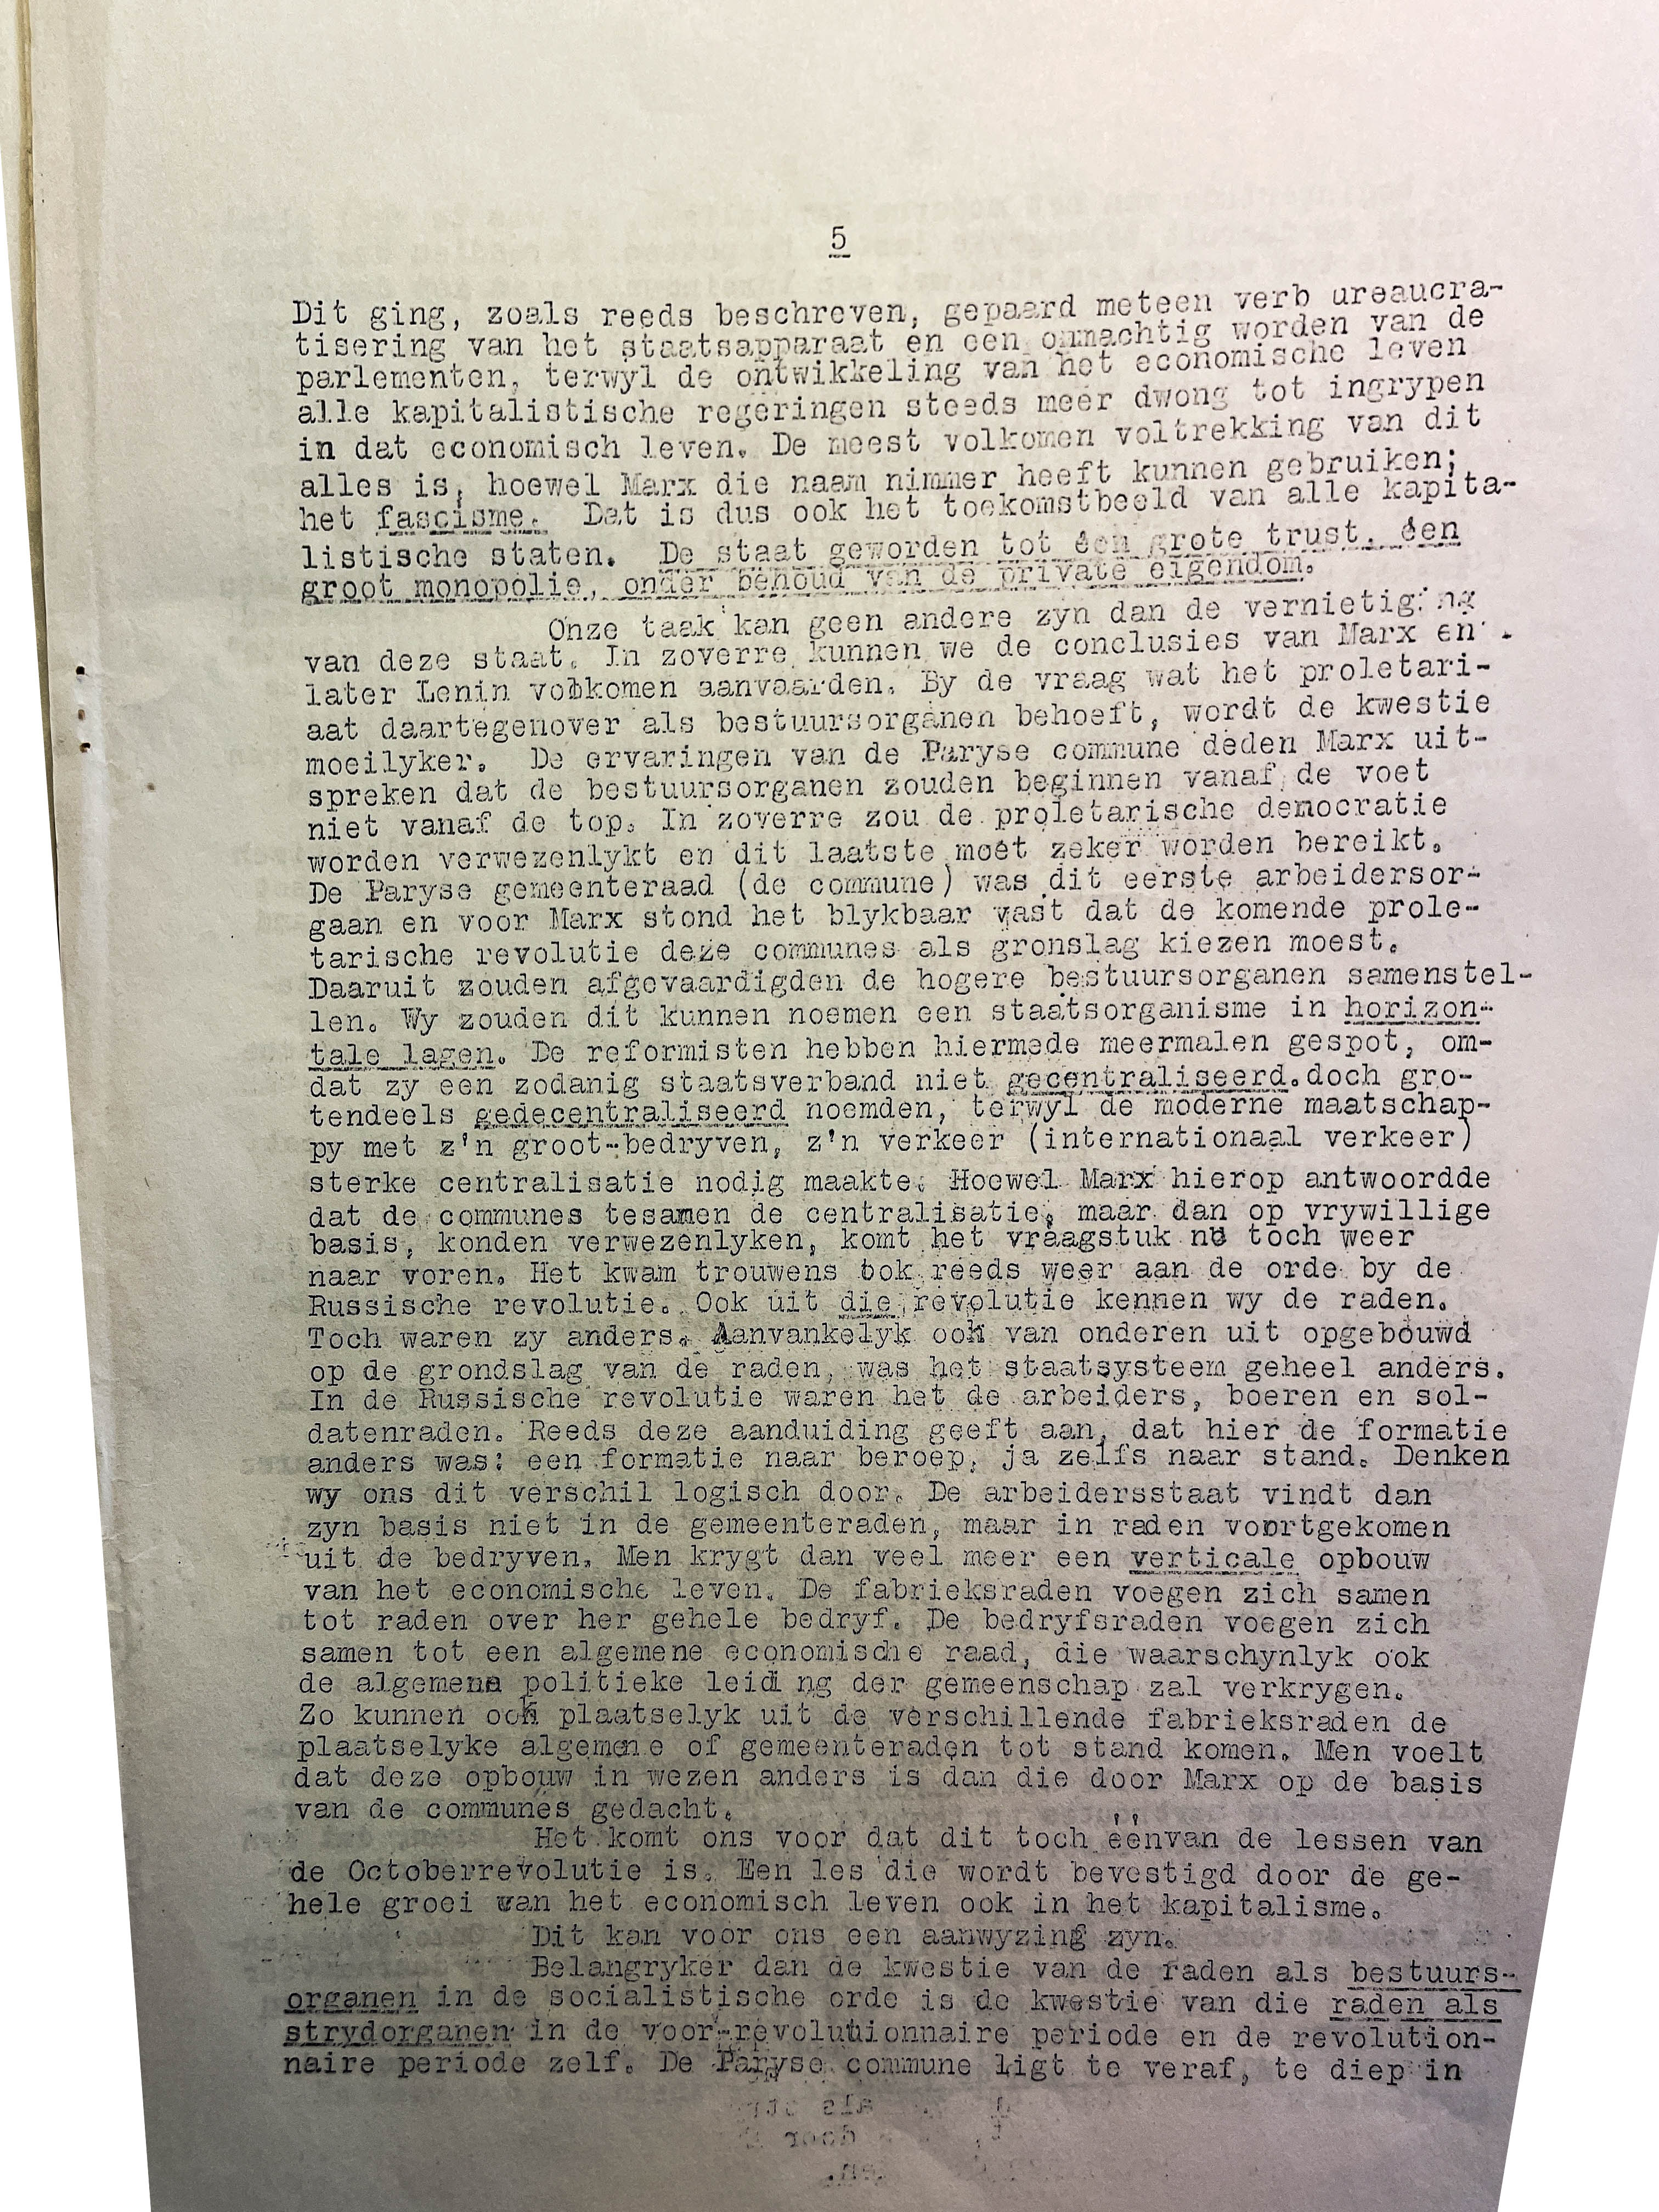 5
Dit ging, zoals reeds beschreven, gepaard meteen verb ureaucra-
tisering van het staatsapparaat en een onmachtig worden van de
parlementen, terwyl de ontwikkeling van het economische leven
alle kapitalistische regeringen steeds meer dwong tot ingrypen
in dat economisch leven. De meest volkomen voltrekking van dit
alles is, hoewel Marx die naam nimmer heeft kunnen gebruiken;
het fascisme. Dat is dus ook het toekomstbeeld van alle kapita-
listische staten. De staat geworden tot één grote trust, één
groot monopolie, onder behoud van de private eigendom.
Onze taak kan geen andere zyn dan de vernietiging
van deze staat. In zoverre kunnen we de conclusies van Marx en
later Lenin volkomen aanvaarden. By de vraag wat het proletari-
aat daartegenover als bestuursorganen behoeft, wordt de kwestie
moeilyker. De ervaringen van de Paryse commune deden Marx uit-
spreken dat de bestuursorganen zouden beginnen vanaf de voet
niet vanaf de top. In zoverre zou de proletarische democratie
worden verwezenlykt en dit laatste moet zeker worden bereikt.
De Paryse gemeenteraad (de commune) was dit eerste arbeidersor-
gaan en voor Marx stond het blykbaar vast dat de komende prole-
tarische revolutie deze communes als gronslag kiezen moest.
Daaruit zouden afgevaardigden de hogere bestuursorganen samenstel-
len. Wy zouden dit kunnen noemen een staatsorganisme in horizon-
tale lagen. De reformisten hebben hiermede meermalen gespot, om-
dat zy een zodanig staatsverband niet gecentraliseerd.doch gro-
tendeels gedecentraliseerd noemden, terwyl de moderne maatschap-
py met z'n groot-bedryven, z'n verkeer (internationaal verkeer)
sterke centralisatie nodig maakte. Hoewel Marx hierop antwoordde
dat de communes tesamen de centralisatie, maar dan op vrywillige
basis, konden verwezenlyken, komt het vraagstuk nu toch weer
naar voren. Het kwam trouwens ook reeds weer aan de orde by de
Russische revolutie. Ook uit die revolutie kennen wy de raden.
Toch waren zy anders. Aanvankelyk ook van onderen uit opgebouwd
op de grondslag van de raden, was het staatsysteem geheel anders.
In de Russische revolutie waren het de arbeiders, boeren en sol-
datenraden. Reeds deze aanduiding geeft aan, dat hier de formatie
anders was: een formatie naar beroep, ja zelfs naar stand. Denken
wy ons dit verschil logisch door. De arbeidersstaat vindt dan
zyn basis niet in de gemeenteraden, maar in raden voortgekomen
uit de bedryven. Men krygt dan veel meer een verticale opbouw
van het economische leven. De fabrieksraden voegen zich samen
tot raden over her gehele bedryf. De bedryfsraden voegen zich
samen tot een algemene economische raad, die waarschynlyk ook
de algemene politieke leidi ng der gemeenschap zal verkrygen.
Zo kunnen ook plaatselyk uit de verschillende fabrieksraden de
plaatselyke algemene of gemeenteraden tot stand komen. Men voelt
dat deze opbouw in wezen anders is dan die door Marx op de basis
van de communes gedacht.
Het komt ons voor dat dit toch éénvan de lessen van
de Octoberrevolutie is. Een les die wordt bevestigd door de ge-
hele groei van het economisch leven ook in het kapitalisme.
Dit kan voor ons een aanwyzing zyn.
Belangryker dan de kwestie van de raden als bestuurs-
organen in de socialistische orde is de kwestie van die raden als
strydorganen in de voor-revolutionnaire periode en de revolution-
naire periode zelf. De Paryse commune ligt te veraf, te diep in